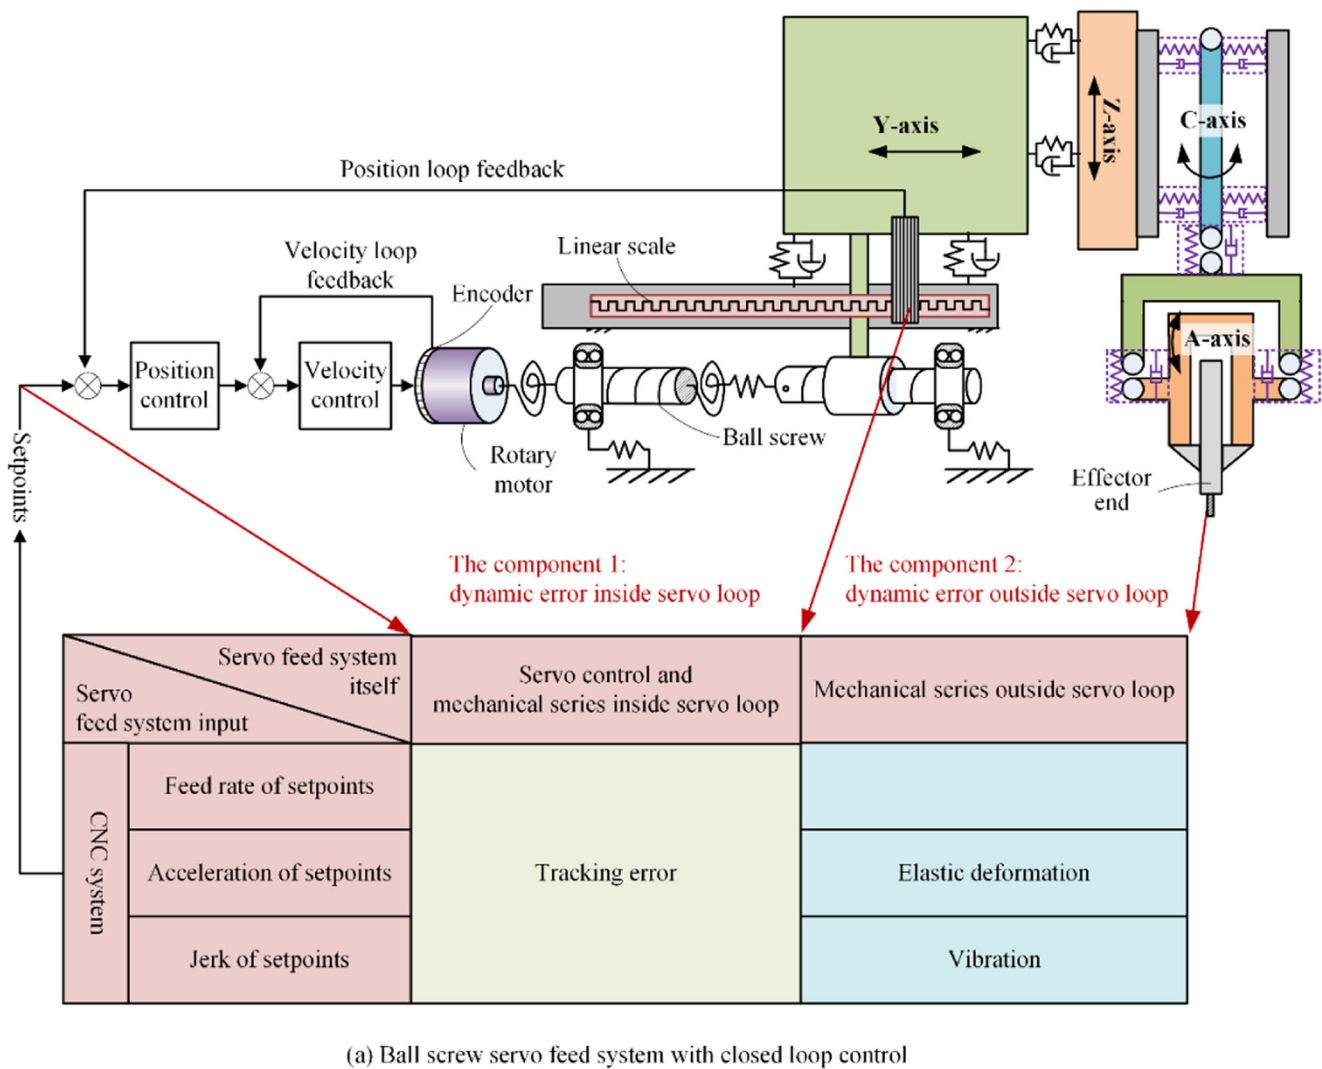 Y-axis
Z-axis
C-axis
Position loop feedback
Velocity loop
feedback
Linear scale
Encoder
A-axis
Position
control
Velocity
control
Ball screw
Rotary
motor
Setpoints
Effector
end
The component 1:
dynamic error inside servo loop
The component 2:
dynamic error outside servo loop
Servo feed system
itself
Servo
feed system input
Servo control and
mechanical series inside servo loop
Mechanical series outside servo loop
CNC system
Feed rate of setpoints
Acceleration of setpoints
Jerk of setpoints
Tracking error
Elastic deformation
Vibration
(a) Ball screw servo feed system with closed loop control